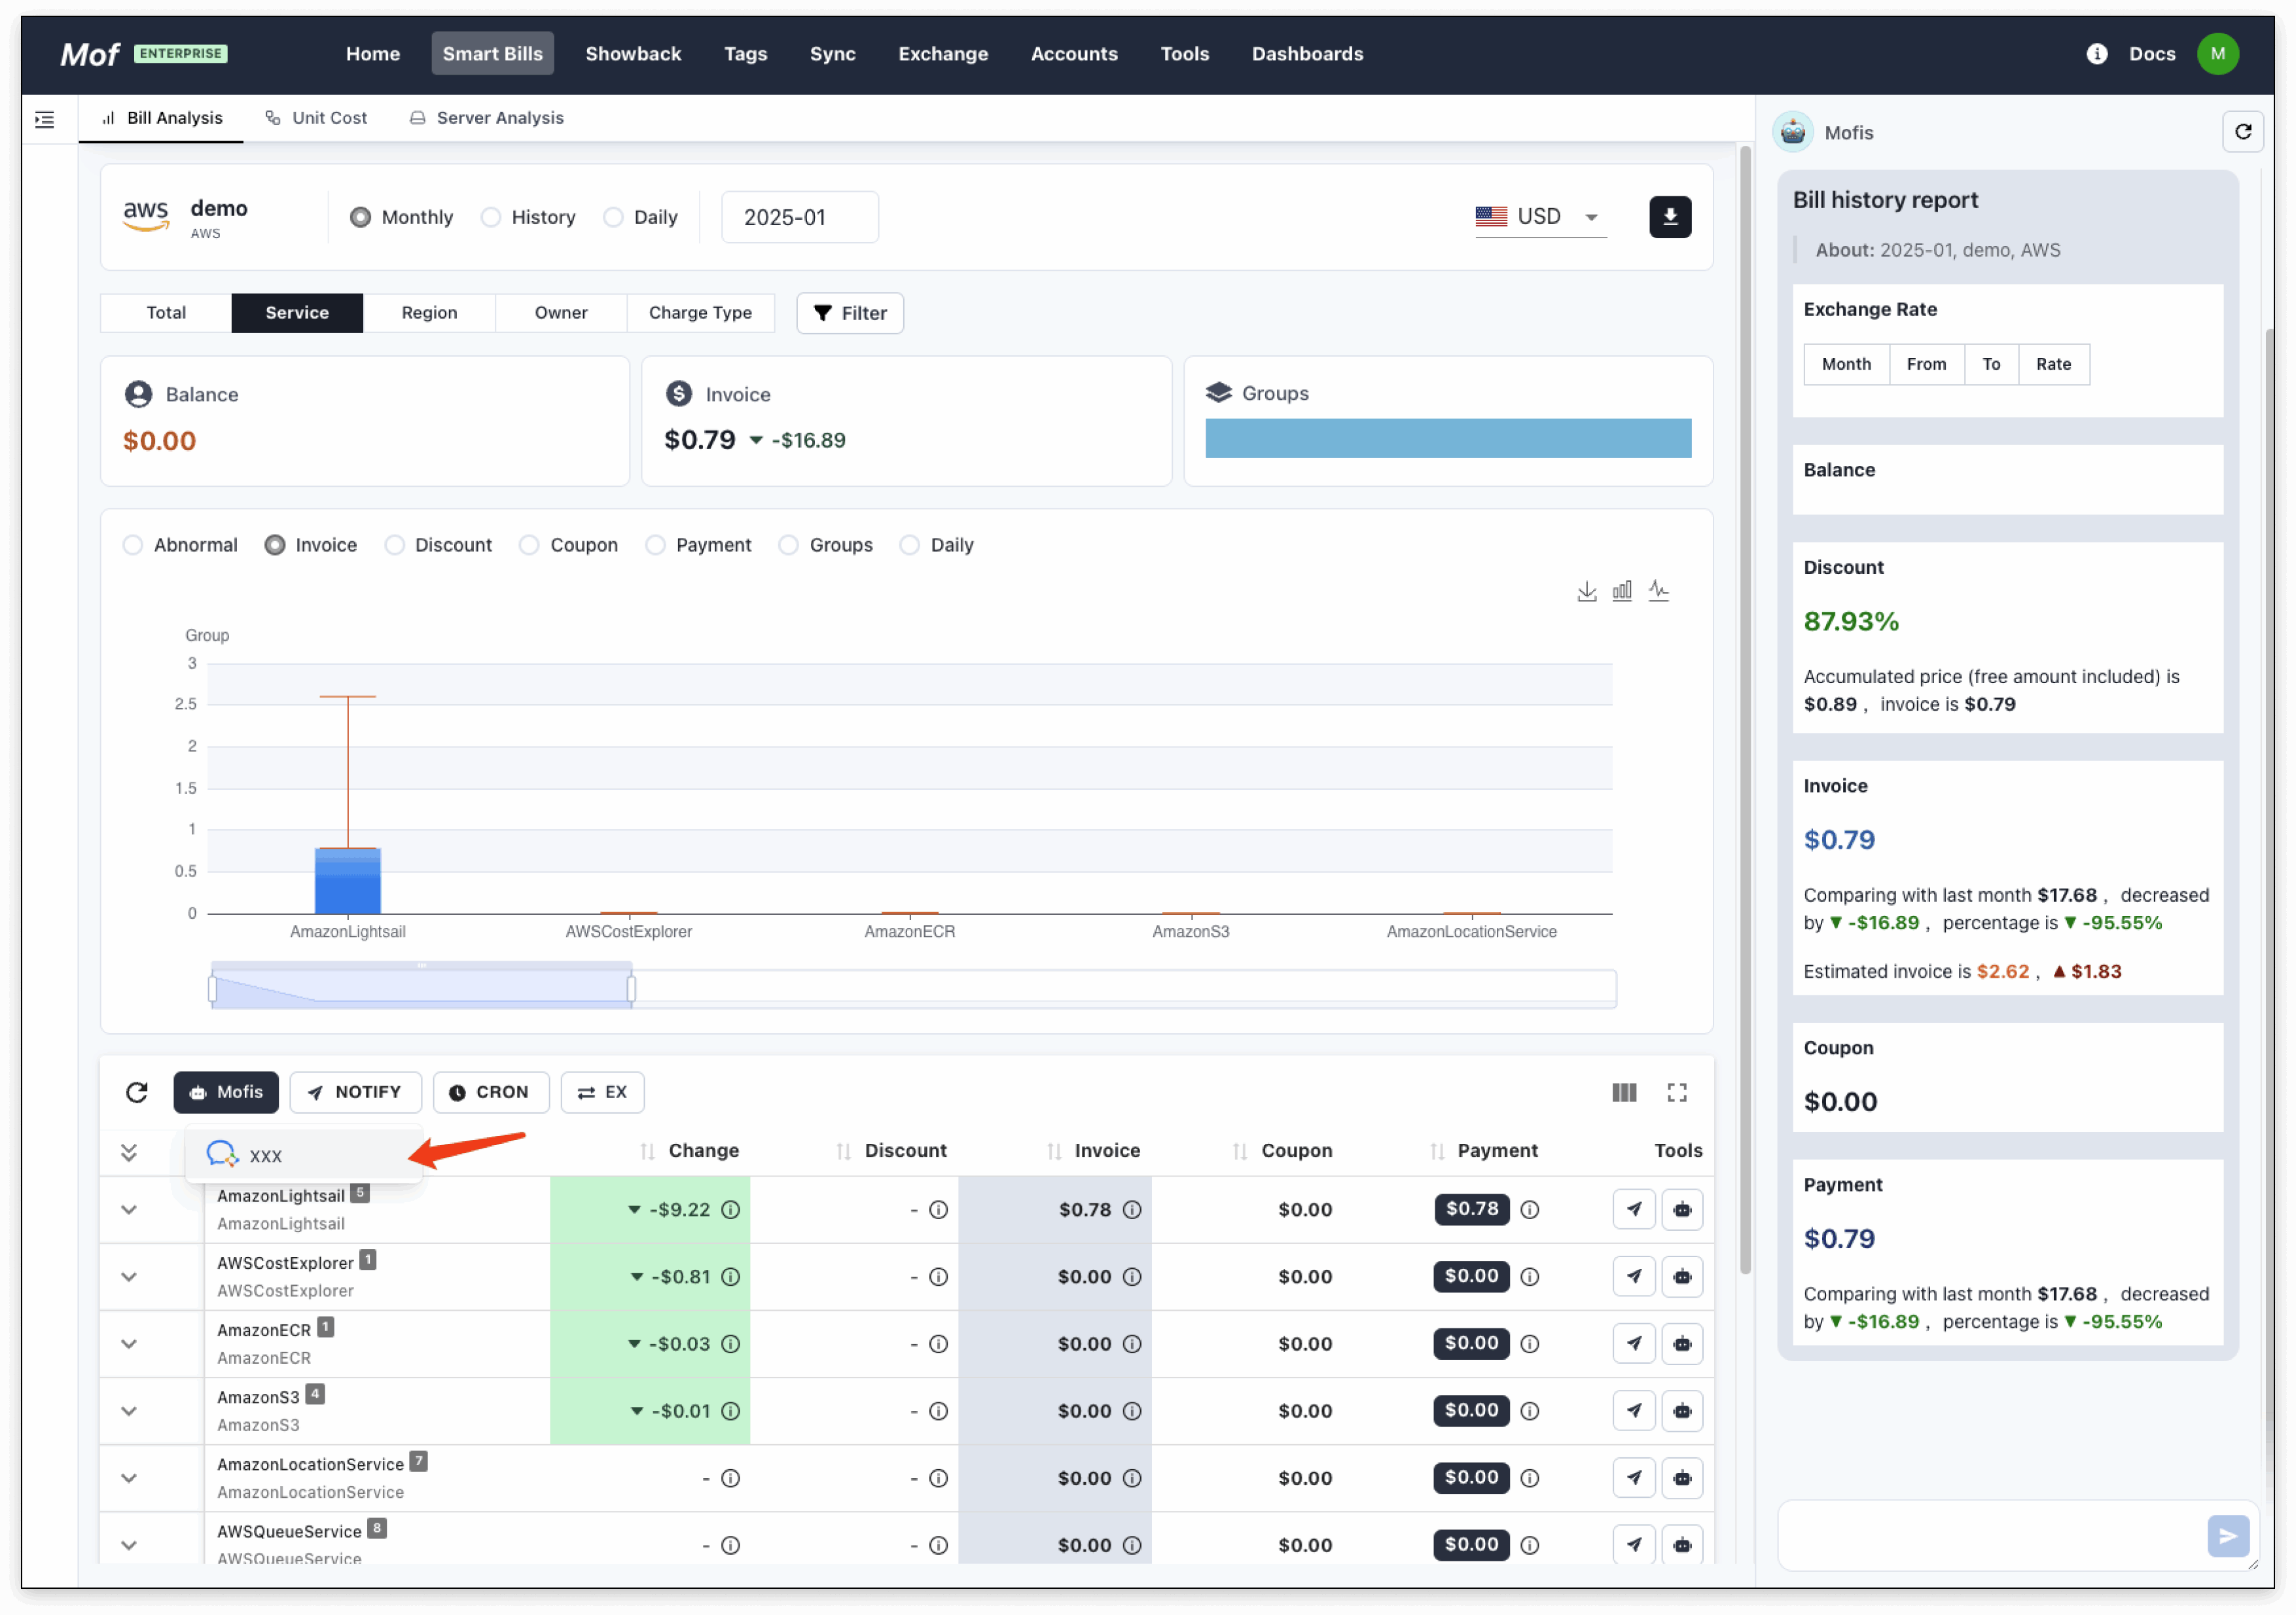 Mof ENTERPRISE Home Smart Bills Showback Tags Sync Exchange Accounts Tools Dashboards Docs M
Bill Analysis Unit Cost Server Analysis
aws demo
AWS
Monthly History Daily 2025-01 USD
Total Service Region Owner Charge Type Filter
Balance
$0.00
Invoice
$0.79 -$16.89
Groups
Abnormal Invoice Discount Coupon Payment Groups Daily
Group
3
2.5
2
1.5
1
0.5
0
AmazonLightsail AWSCostExplorer AmazonECR AmazonS3 AmazonLocationService
Mofis NOTIFY CRON EX
xxx
Change Discount Invoice Coupon Payment Tools
AmazonLightsail 5
AmazonLightsail
-$9.22 - $0.78 $0.00 $0.78
AWSCostExplorer 1
AWSCostExplorer
-$0.81 - $0.00 $0.00 $0.00
AmazonECR 1
AmazonECR
-$0.03 - $0.00 $0.00 $0.00
AmazonS3 4
AmazonS3
-$0.01 - $0.00 $0.00 $0.00
AmazonLocationService 7
AmazonLocationService
- - $0.00 $0.00 $0.00
AWSQueueService 8
AWSQueueService
- - $0.00 $0.00 $0.00
Mofis
Bill history report
About: 2025-01, demo, AWS
Exchange Rate
Month From To Rate
Balance
Discount
87.93%
Accumulated price (free amount included) is
$0.89 , invoice is $0.79
Invoice
$0.79
Comparing with last month $17.68 , decreased
by ▼ -$16.89 , percentage is ▼ -95.55%
Estimated invoice is $2.62 , ▲ $1.83
Coupon
$0.00
Payment
$0.79
Comparing with last month $17.68 , decreased
by ▼ -$16.89 , percentage is ▼ -95.55%